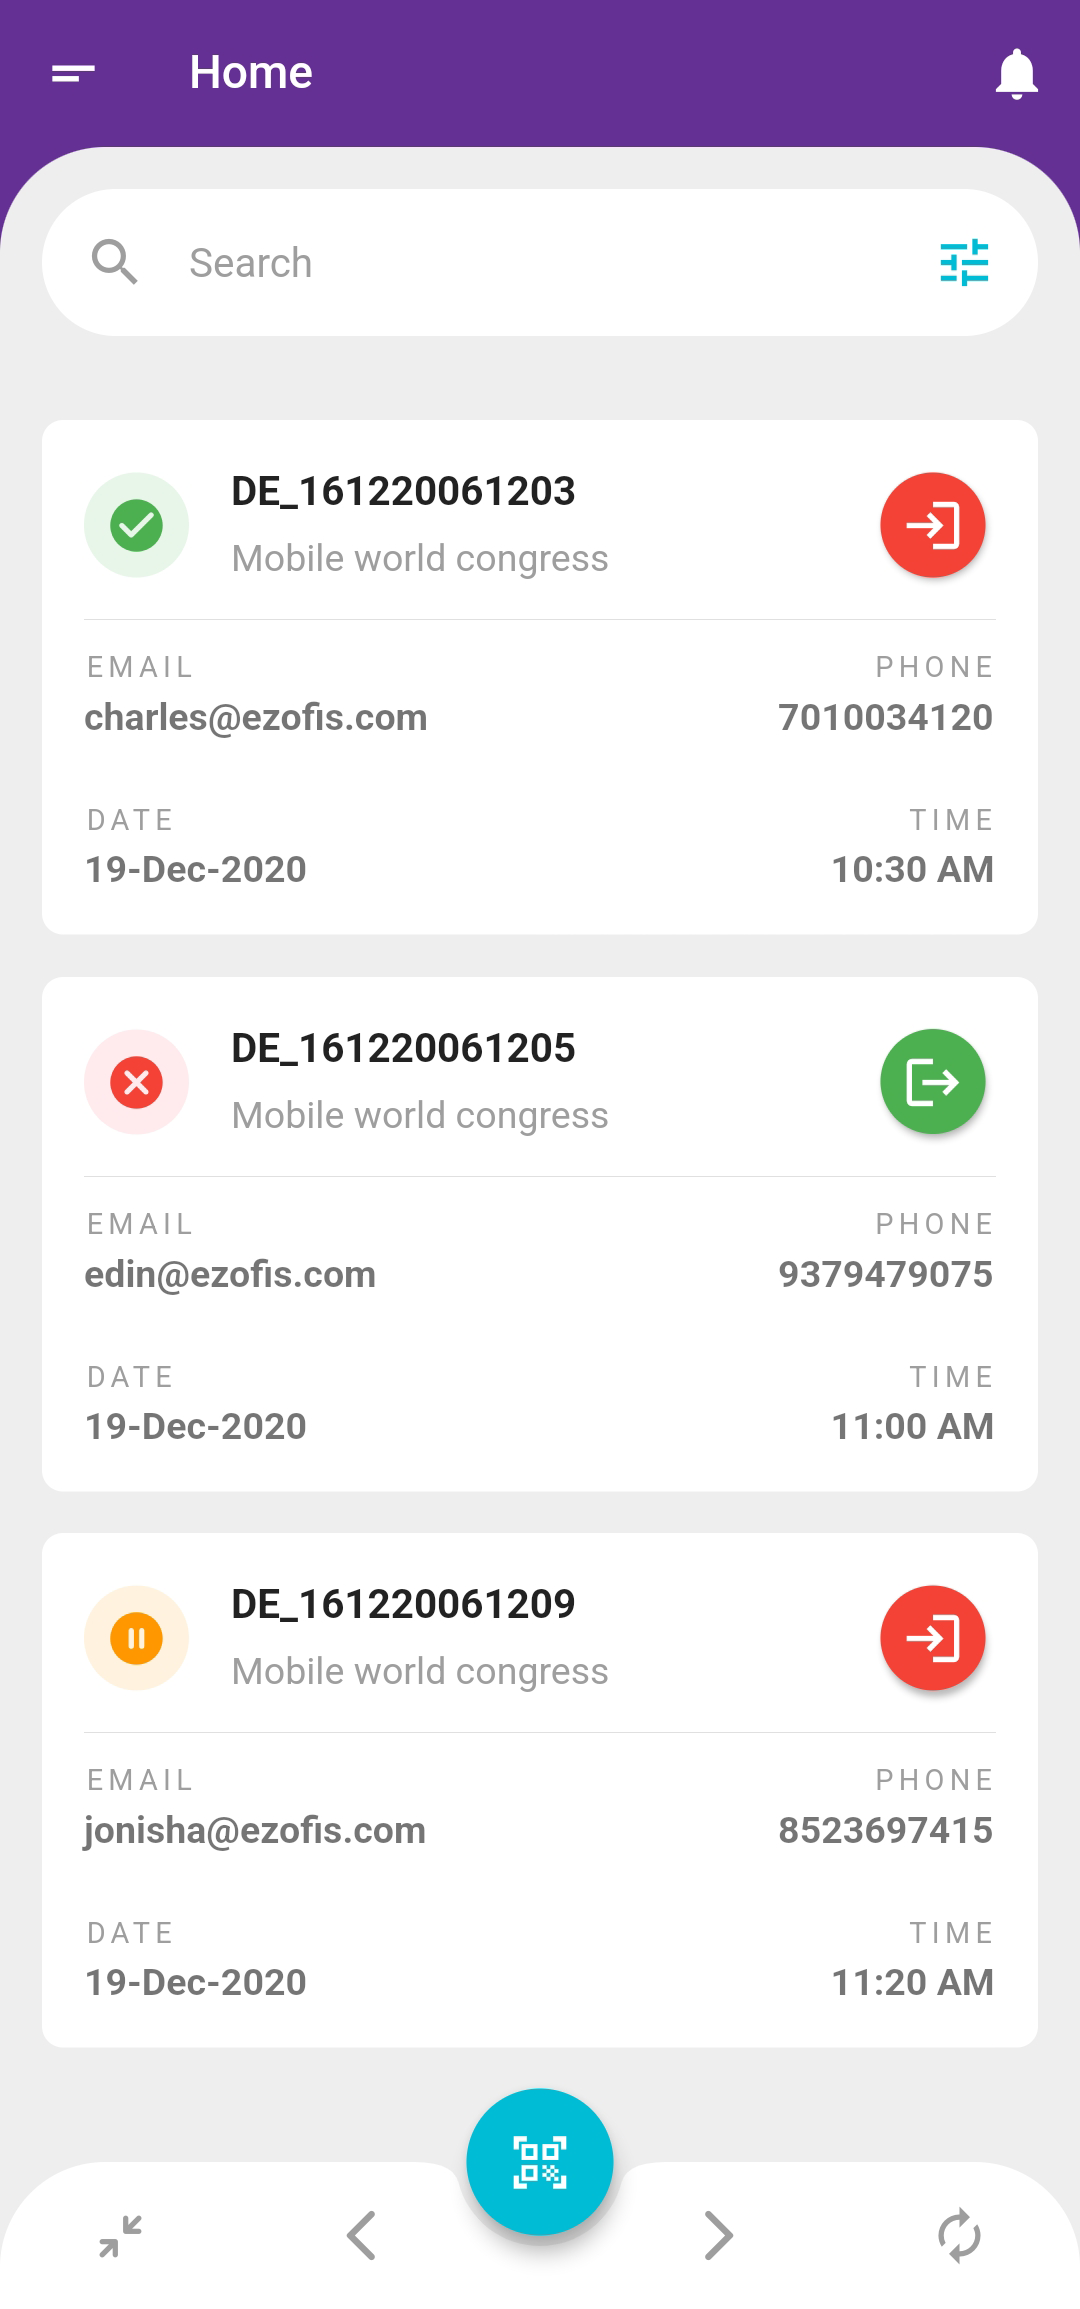 Home
Search
DE_161220061203
Mobile world congress
EMAIL PHONE
charles@ezofis.com 7010034120
DATE TIME
19-Dec-2020 10:30 AM
DE_161220061205
Mobile world congress
EMAIL PHONE
edin@ezofis.com 9379479075
DATE TIME
19-Dec-2020 11:00 AM
DE_161220061209
Mobile world congress
EMAIL PHONE
jonisha@ezofis.com 8523697415
DATE TIME
19-Dec-2020 11:20 AM